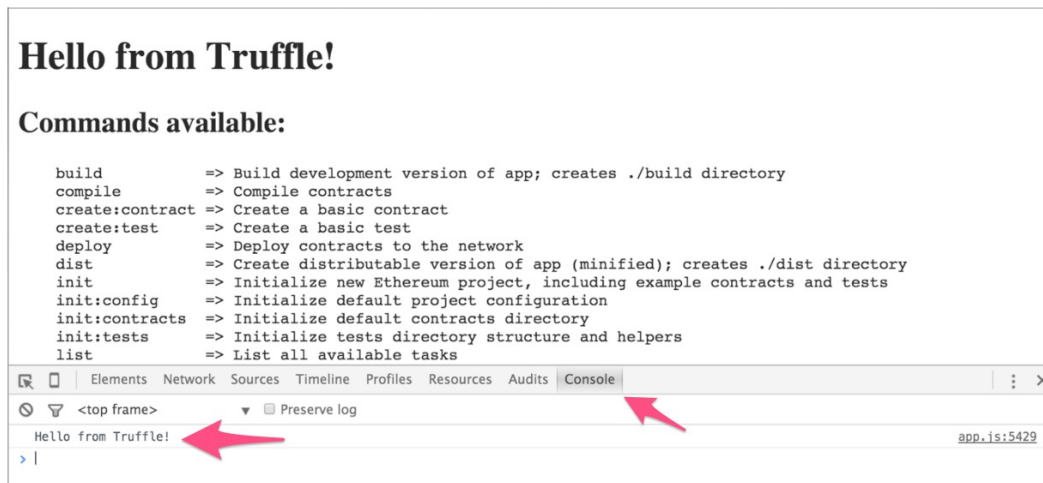 Hello from Truffle!
Commands available:
build => Build development version of app; creates ./build directory
compile => Compile contracts
create:contract => Create a basic contract
create:test => Create a basic test
deploy => Deploy contracts to the network
dist => Create distributable version of app (minified); creates ./dist directory
init => Initialize new Ethereum project, including example contracts and tests
init:config => Initialize default project configuration
init:contracts => Initialize default contracts directory
init:tests => Initialize tests directory structure and helpers
list => List all available tasks
Elements Network Sources Timeline Profiles Resources Audits Console
<top frame> Preserve log
Hello from Truffle! app.js:5429
>